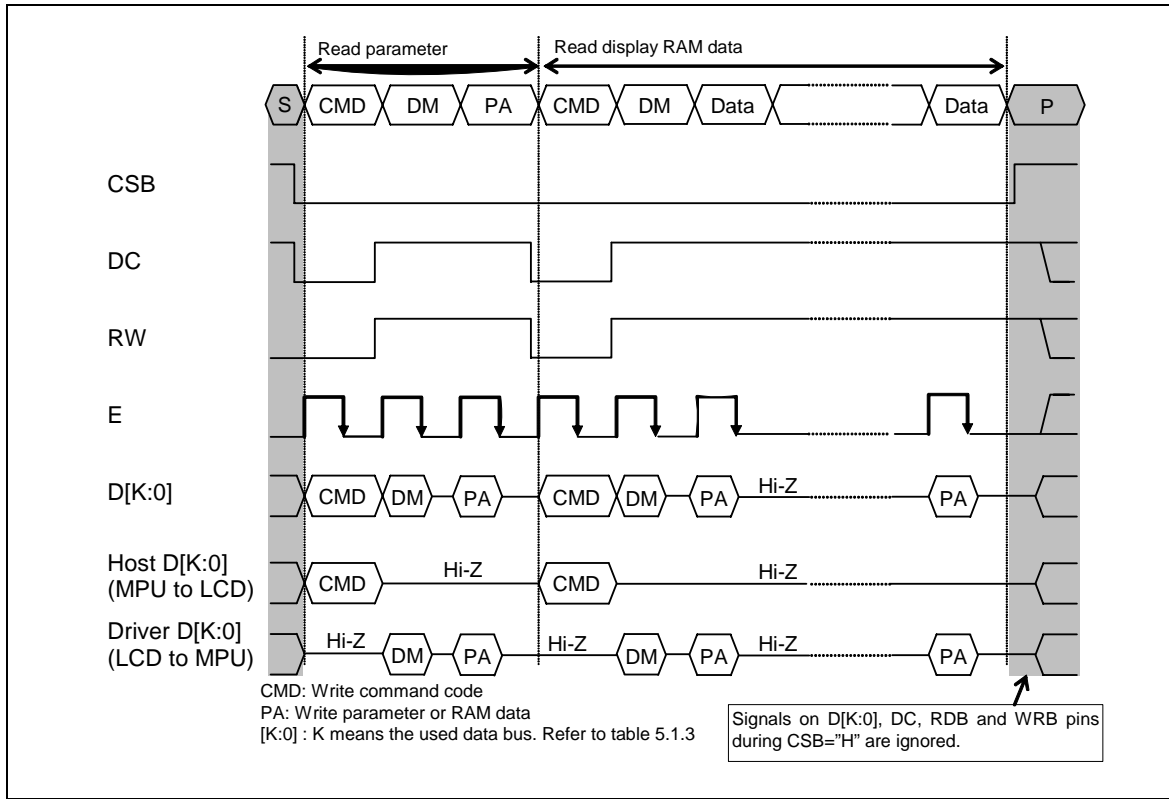 Read parameter
Read display RAM data
S CMD DM PA CMD DM Data Data P
CSB
DC
RW
E
D[K:0] CMD DM PA CMD DM PA Hi-Z PA
Host D[K:0]
(MPU to LCD)
CMD Hi-Z CMD Hi-Z
Driver D[K:0]
(LCD to MPU)
Hi-Z DM PA Hi-Z DM PA Hi-Z PA
CMD: Write command code
PA: Write parameter or RAM data
[K:0] : K means the used data bus. Refer to table 5.1.3
Signals on D[K:0], DC, RDB and WRB pins
during CSB=”H” are ignored.